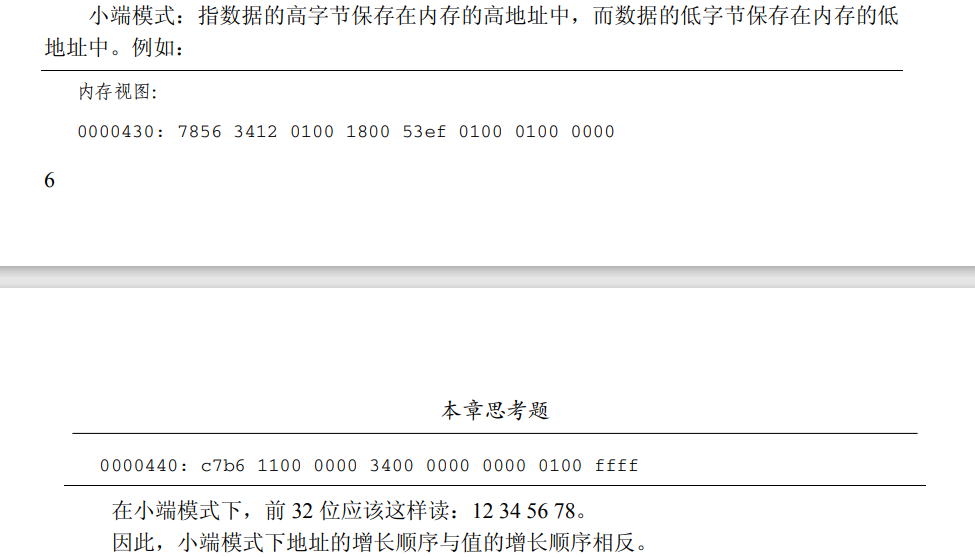 小端模式：指数据的高字节保存在内存的高地址中，而数据的低字节保存在内存的低
地址中。例如：
内存视图:
0000430: 7856 3412 0100 1800 53ef 0100 0100 0000
6
本章思考题
0000440: c7b6 1100 0000 3400 0000 0000 0100 ffff
在小端模式下，前 32 位应该这样读：12 34 56 78。
因此，小端模式下地址的增长顺序与值的增长顺序相反。